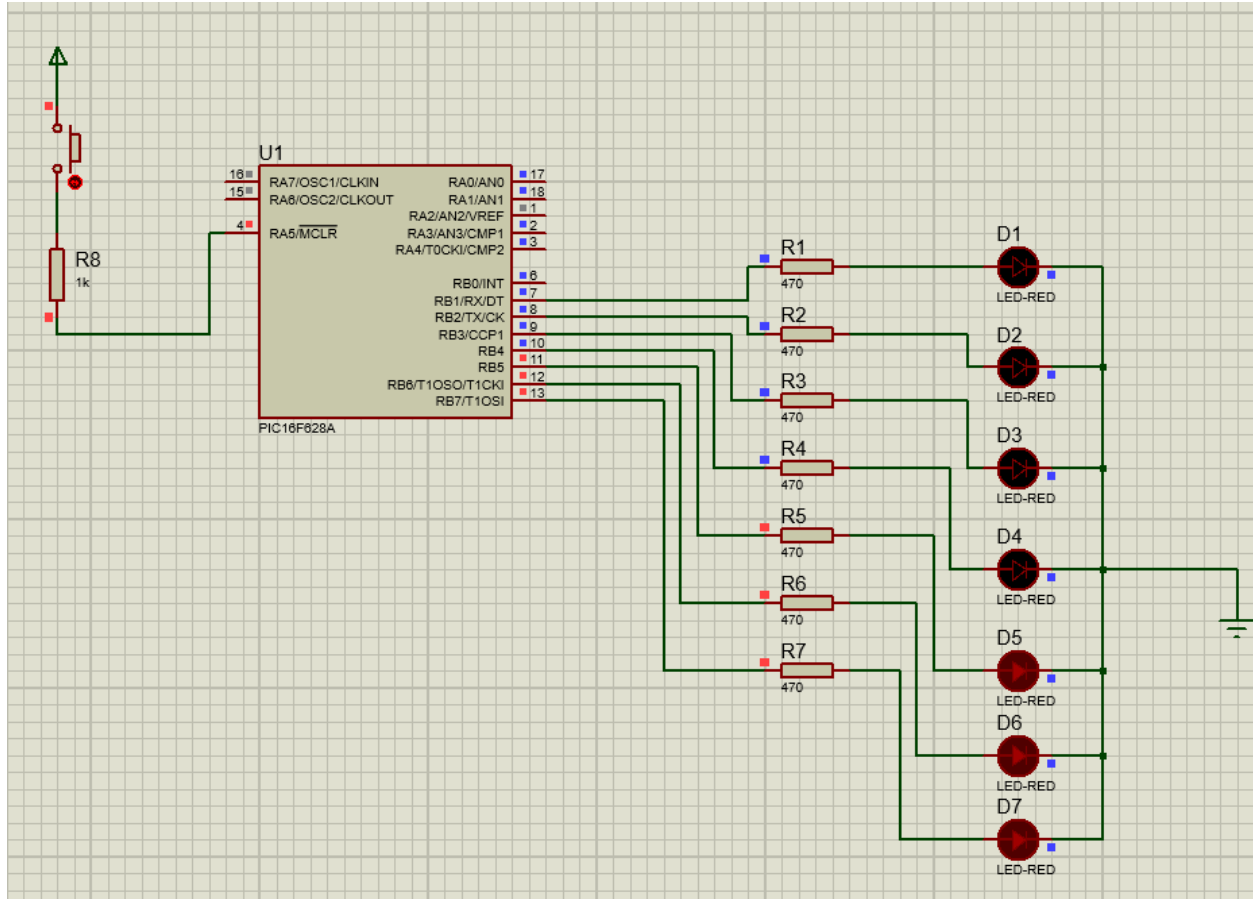 U1
16 RA7/OSC1/CLKIN RA0/AN0 17
15 RA6/OSC2/CLKOUT RA1/AN1 18
RA2/AN2/VREF 1
4 RA5/MCLR RA3/AN3/CMP1 2
RA4/T0CKI/CMP2 3
RB0/INT 6
RB1/RX/DT 7
RB2/TX/CK 8
RB3/CCP1 9
RB4 10
RB5 11
RB6/T1OSO/T1CKI 12
RB7/T1OSI 13
PIC16F628A
R8
1k
R1
470
R2
470
R3
470
R4
470
R5
470
R6
470
R7
470
D1
LED-RED
D2
LED-RED
D3
LED-RED
D4
LED-RED
D5
LED-RED
D6
LED-RED
D7
LED-RED